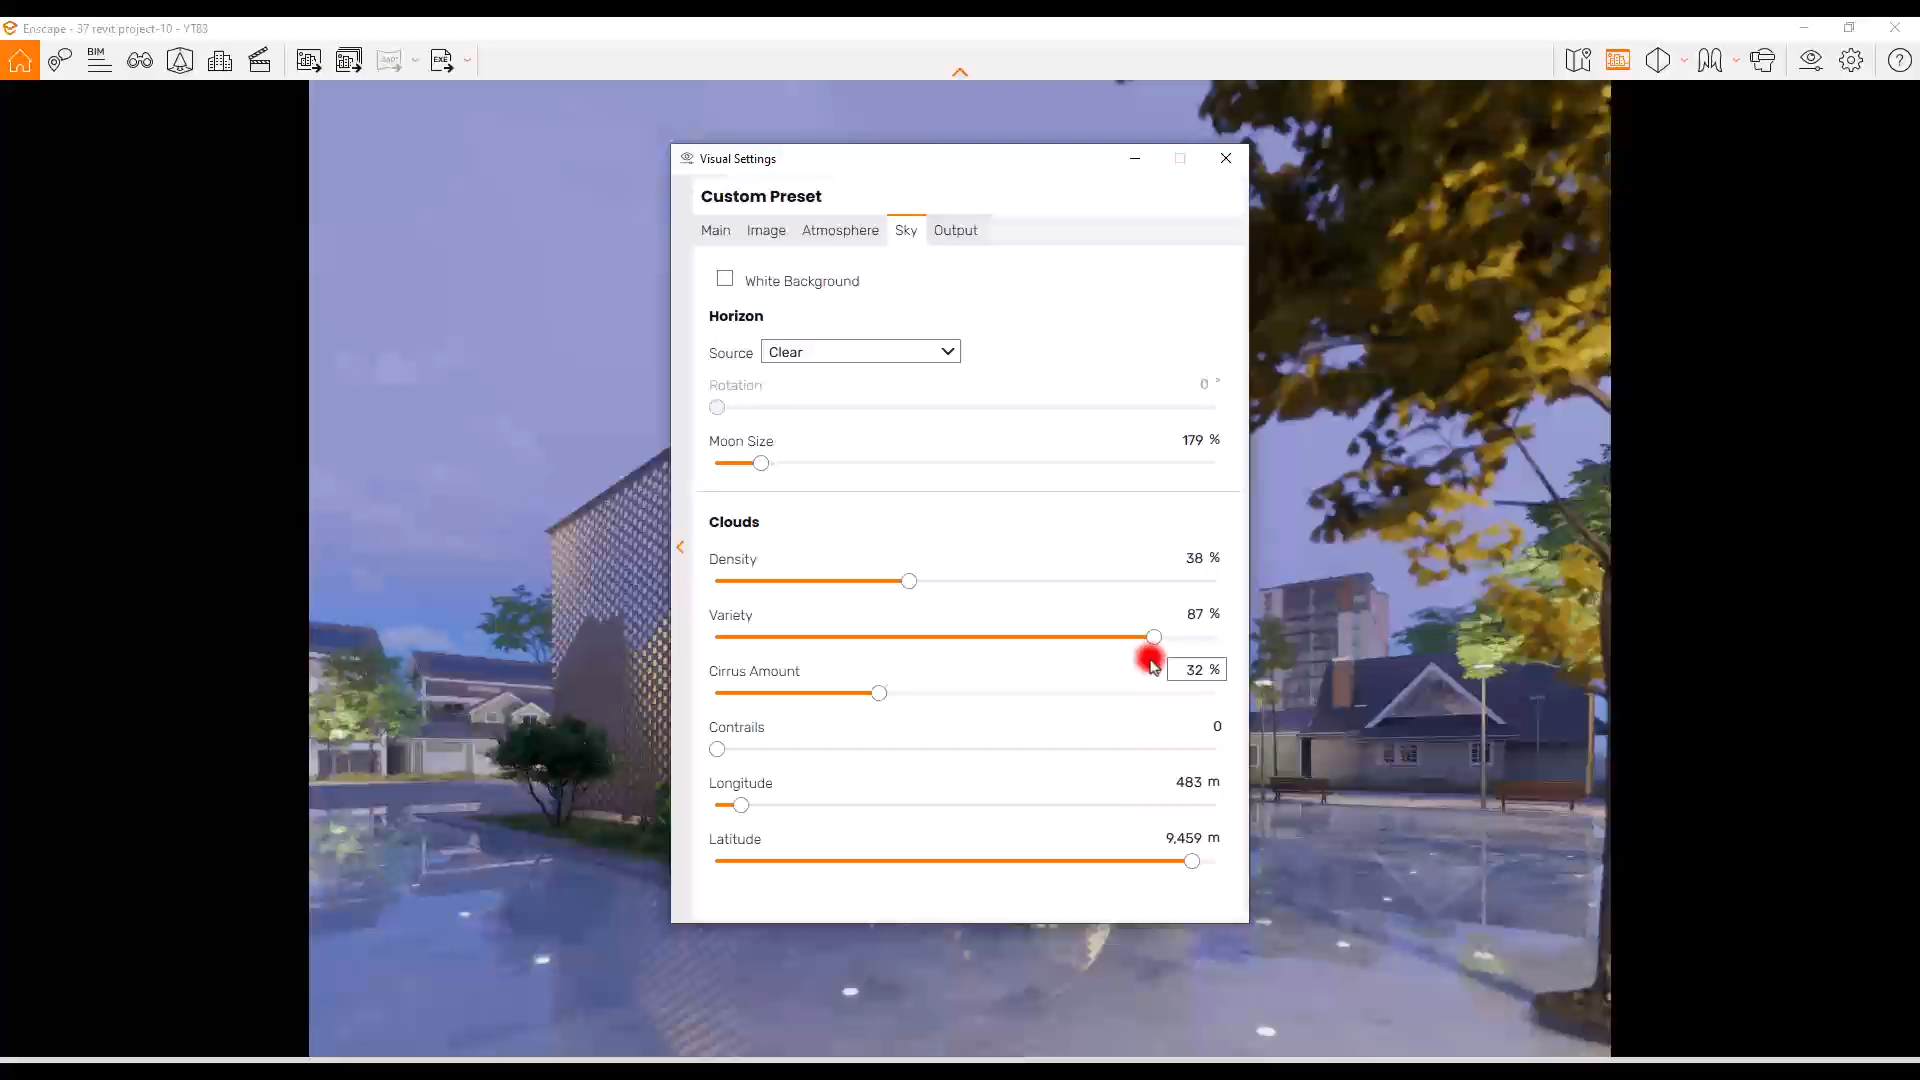 Enscape - 37 revit project-10 - YT83
BIM
360°
EXE
?
Visual Settings
Custom Preset
Main Image Atmosphere Sky Output
White Background
Horizon
Source Clear
Rotation 0 °
Moon Size 179 %
Clouds
Density 38 %
Variety 87 %
Cirrus Amount 32 %
Contrails 0
Longitude 483 m
Latitude 9,459 m